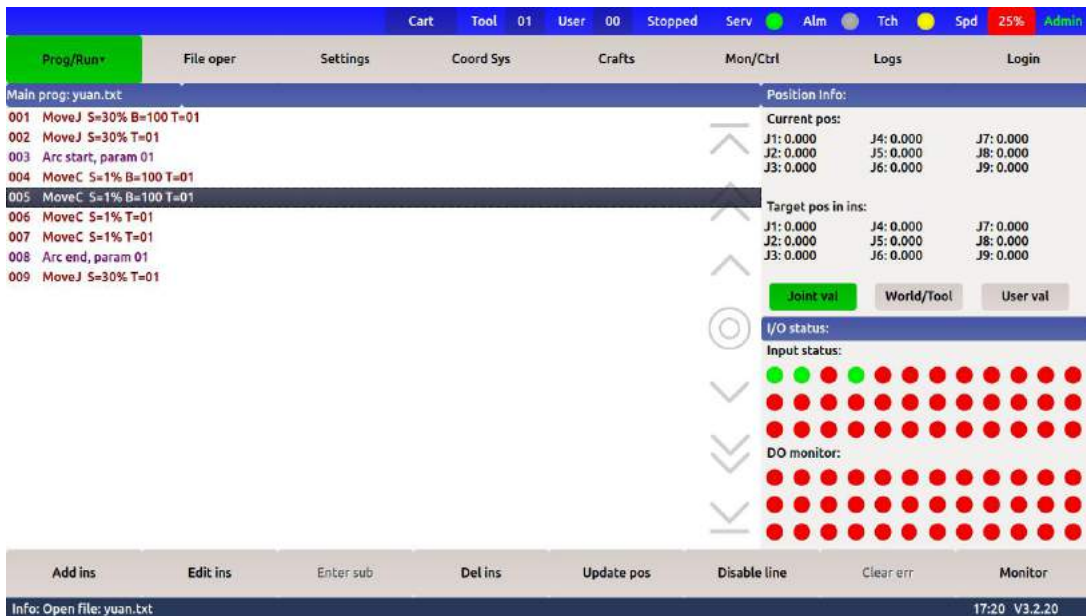 Cart Tool 01 User 00 Stopped Serv Alm Tch Spd 25% Admin
Prog/Run▾ File oper Settings Coord Sys Crafts Mon/Ctrl Logs Login
Main prog: yuan.txt
001 MoveJ S=30% B=100 T=01
002 MoveJ S=30% T=01
003 Arc start, param 01
004 MoveC S=1% B=100 T=01
005 MoveC S=1% B=100 T=01
006 MoveC S=1% T=01
007 MoveC S=1% T=01
008 Arc end, param 01
009 MoveJ S=30% T=01
Position Info:
Current pos:
J1: 0.000 J4: 0.000 J7: 0.000
J2: 0.000 J5: 0.000 J8: 0.000
J3: 0.000 J6: 0.000 J9: 0.000
Target pos in ins:
J1: 0.000 J4: 0.000 J7: 0.000
J2: 0.000 J5: 0.000 J8: 0.000
J3: 0.000 J6: 0.000 J9: 0.000
Joint val World/Tool User val
I/O status:
Input status:
DO monitor:
Add ins Edit ins Enter sub Del ins Update pos Disable line Clear err Monitor
Info: Open file: yuan.txt 17:20 V3.2.20